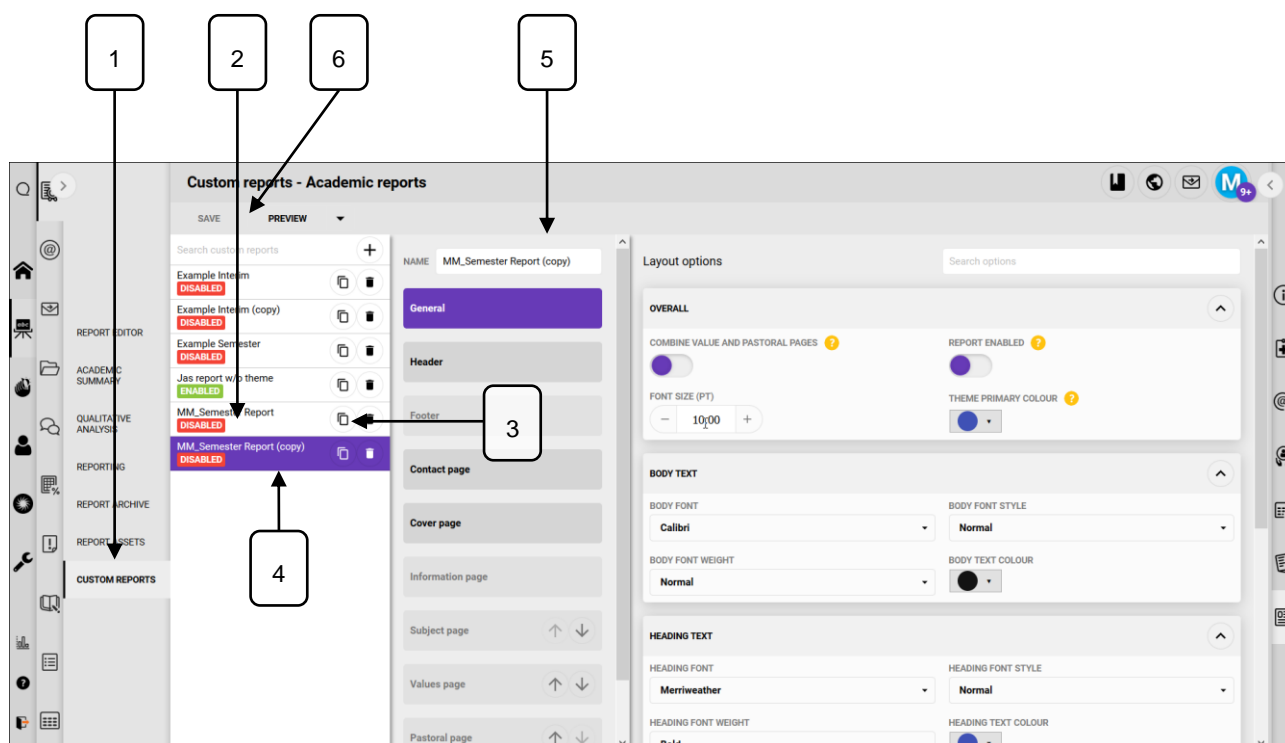 1
2
6
5
Custom reports - Academic reports
M
9+
SAVE
PREVIEW
Search custom reports
+
Example Interim
DISABLED
Example Interim (copy)
DISABLED
Example Semester
DISABLED
Jas report w/o theme
ENABLED
MM_Semester Report
DISABLED
MM_Semester Report (copy)
DISABLED
3
4
REPORT EDITOR
ACADEMIC
SUMMARY
QUALITATIVE
ANALYSIS
REPORTING
REPORT ARCHIVE
REPORT ASSETS
CUSTOM REPORTS
NAME MM_Semester Report (copy)
General
Header
Footer
Contact page
Cover page
Information page
Subject page
Values page
Pastoral page
Layout options
Search options
OVERALL
COMBINE VALUE AND PASTORAL PAGES ?
REPORT ENABLED ?
FONT SIZE (PT)
− 10.00 +
THEME PRIMARY COLOUR ?
BODY TEXT
BODY FONT
Calibri
BODY FONT STYLE
Normal
BODY FONT WEIGHT
Normal
BODY TEXT COLOUR
HEADING TEXT
HEADING FONT
Merriweather
HEADING FONT STYLE
Normal
HEADING FONT WEIGHT
Bold
HEADING TEXT COLOUR